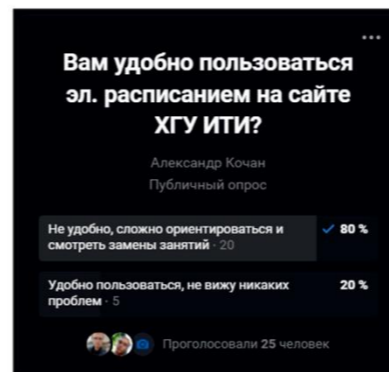 Вам удобно пользоваться
эл. расписанием на сайте
ХГУ ИТИ?
Александр Кочан
Публичный опрос
Не удобно, сложно ориентироваться и
смотреть замены занятий · 20
80 %
Удобно пользоваться, не вижу никаких
проблем · 5
20 %
Проголосовали 25 человек